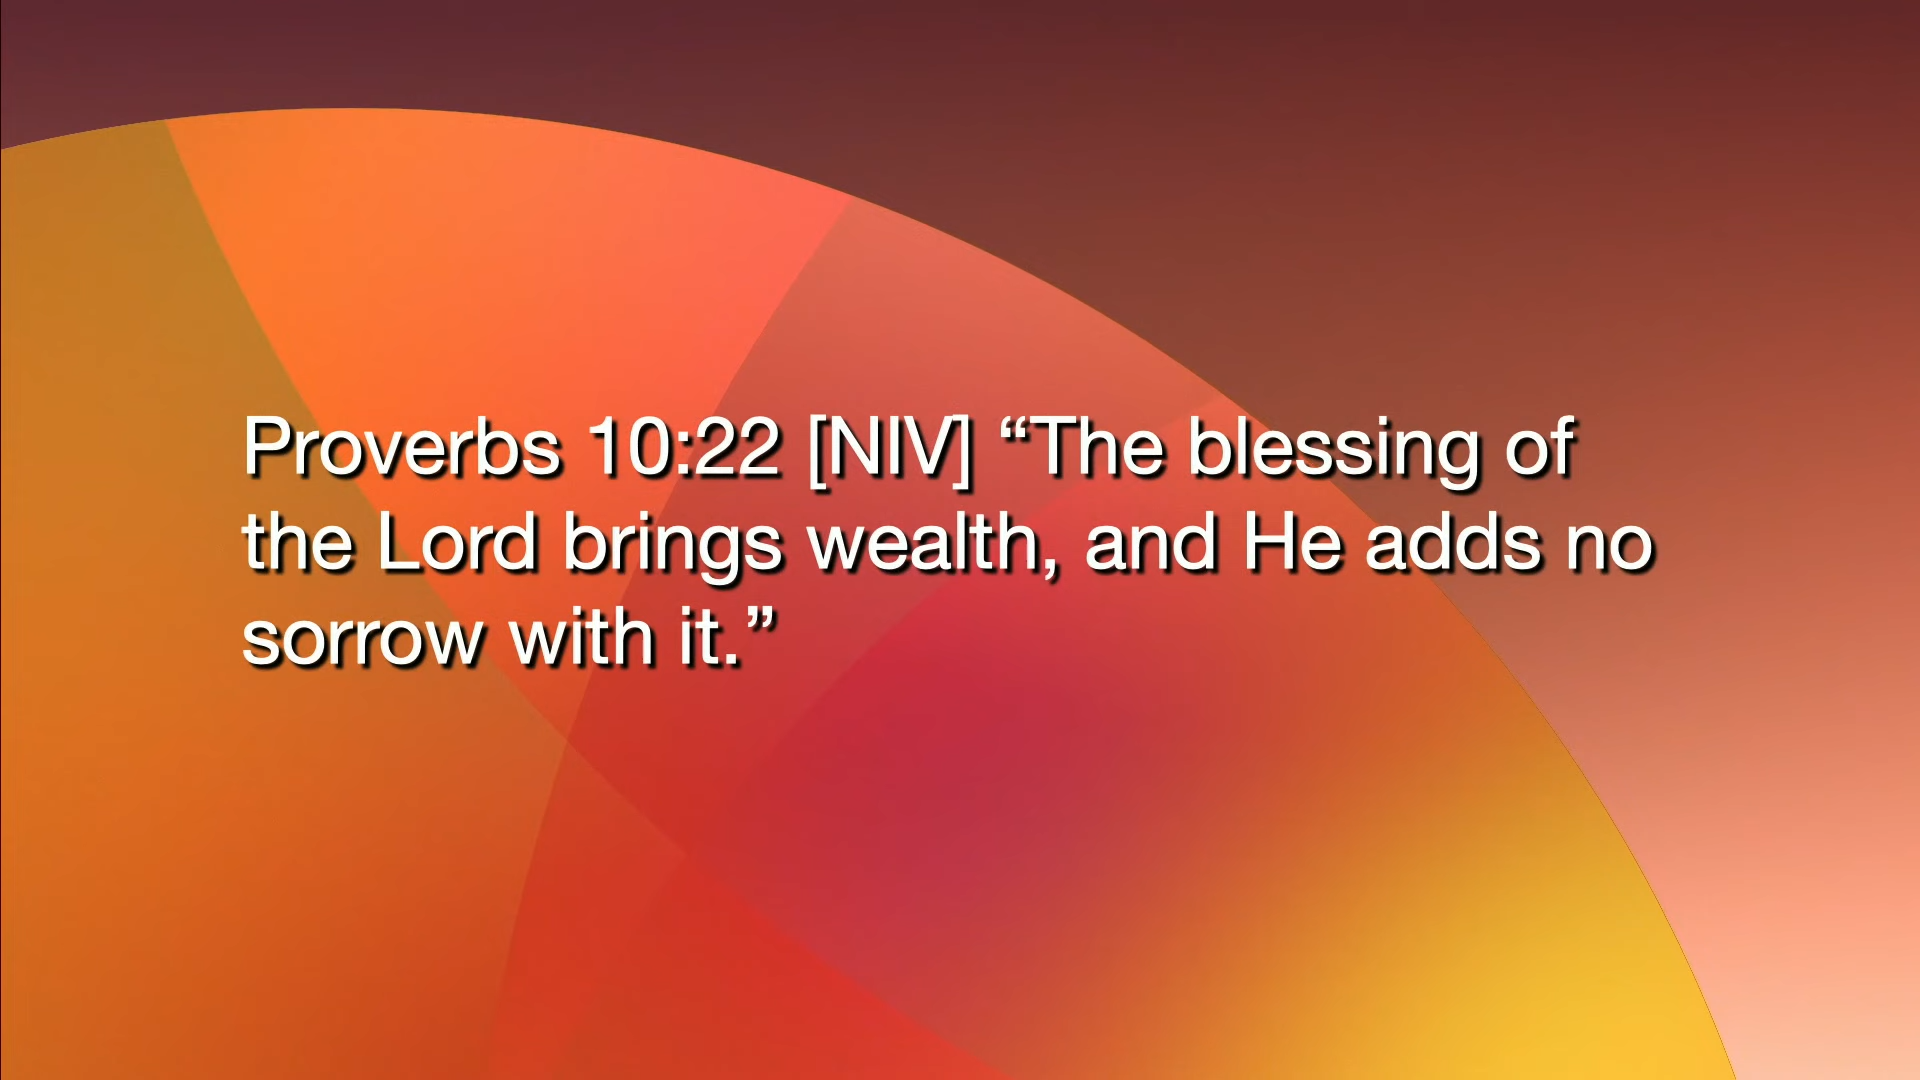 Proverbs 10:22 [NIV] “The blessing of
the Lord brings wealth, and He adds no
sorrow with it.”